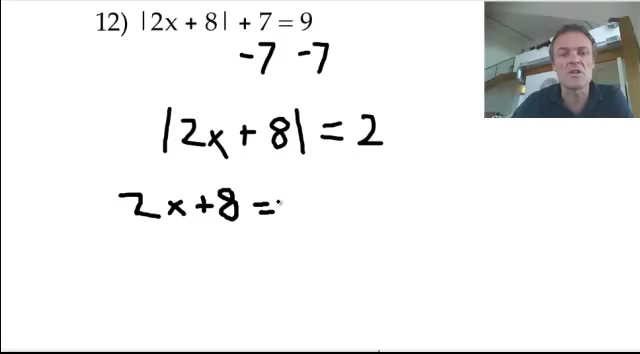 12) |2x + 8| + 7 = 9
-7 -7
|2x + 8| = 2
2x + 8 =